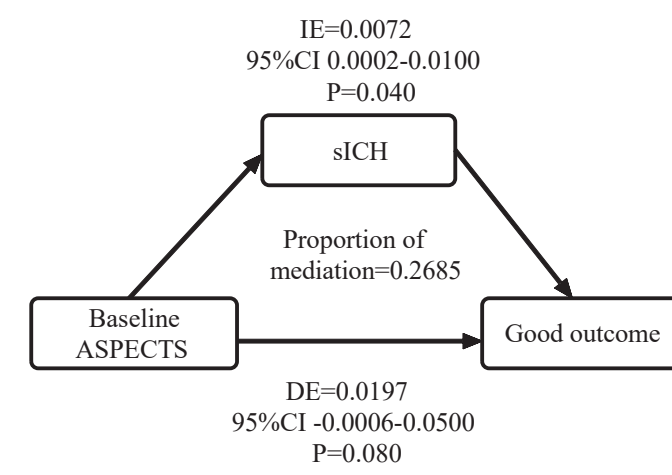 IE=0.0072
95%CI 0.0002-0.0100
P=0.040
sICH
Proportion of
mediation=0.2685
Baseline
ASPECTS
Good outcome
DE=0.0197
95%CI -0.0006-0.0500
P=0.080